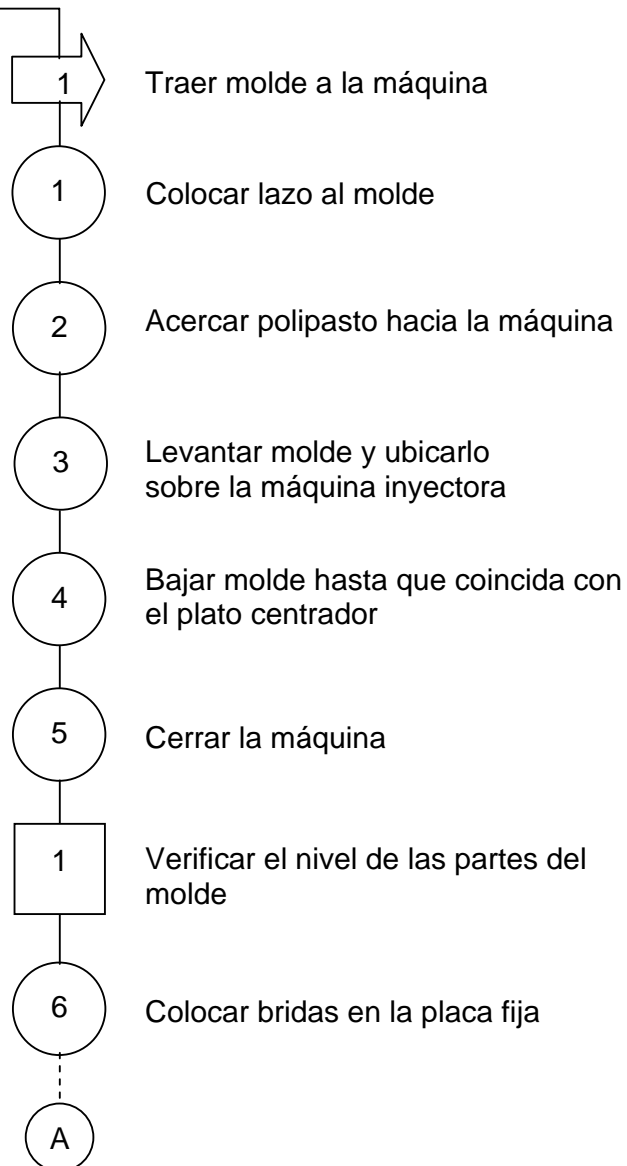 1 Traer molde a la máquina
1 Colocar lazo al molde
2 Acercar polipasto hacia la máquina
3 Levantar molde y ubicarlo
sobre la máquina inyectora
4 Bajar molde hasta que coincida con
el plato centrador
5 Cerrar la máquina
1 Verificar el nivel de las partes del
molde
6 Colocar bridas en la placa fija
A